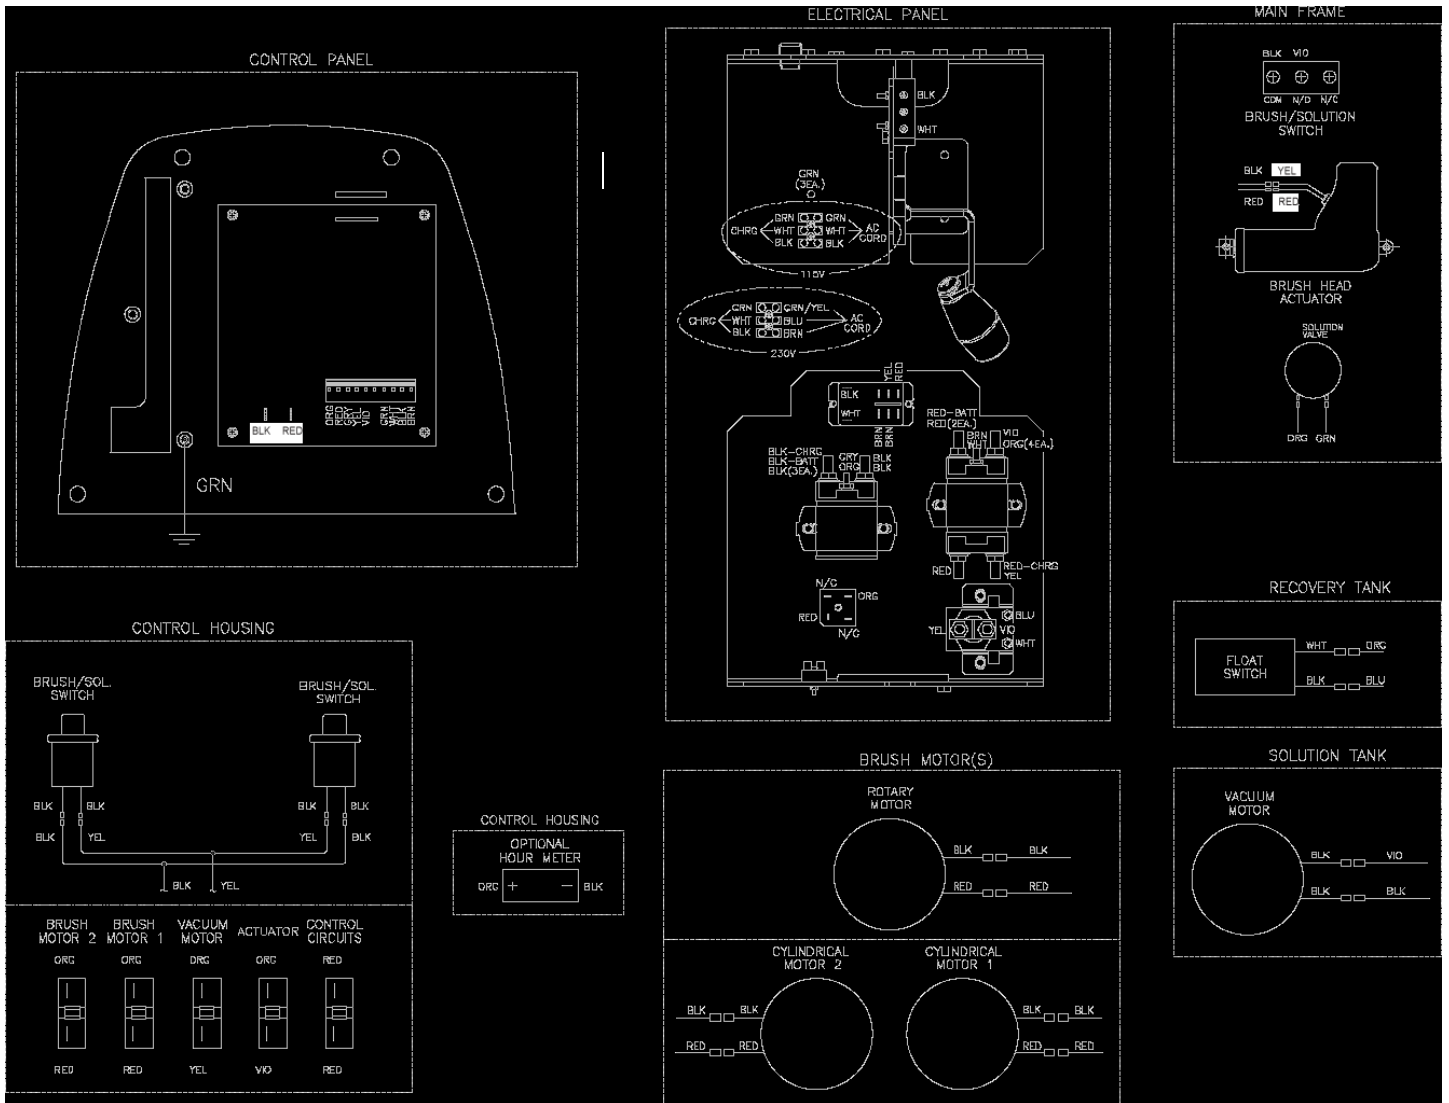 CONTROL PANEL
BLK RED
ORG
RED
GRY
YEL
VIO
GRN
WHT
BLK
BRN
GRN
ELECTRICAL PANEL
BLK
WHT
GRN
(3EA.)
GRN GRN
CHRG WHT WHT AC
CORD
BLK BLK
115V
GRN GRN/YEL
CHRG WHT BLU AC
CORD
BLK BRN
230V
YEL
RED
BLK
WHT
BRN
BRN
RED-BATT
RED(2EA.)
BRN
WHT
VIO
ORG(4EA.)
BLK-CHRG
BLK-BATT
BLK(3EA.)
GRY
ORG
BLK
BLK
RED
RED-CHRG
YEL
N/C
ORG
RED
N/C
BLU
YEL VIO
WHT
MAIN FRAME
BLK VIO
COM N/O N/C
BRUSH/SOLUTION
SWITCH
BLK YEL
RED RED
BRUSH HEAD
ACTUATOR
SOLUTION
VALVE
ORG GRN
RECOVERY TANK
FLOAT
SWITCH
WHT ORG
BLK BLU
SOLUTION TANK
VACUUM
MOTOR
BLK VIO
BLK BLK
CONTROL HOUSING
BRUSH/SOL.
SWITCH
BRUSH/SOL.
SWITCH
BLK BLK BLK BLK
BLK YEL YEL BLK
BLK YEL
BRUSH
MOTOR 2
BRUSH
MOTOR 1
VACUUM
MOTOR
ACTUATOR
CONTROL
CIRCUITS
ORG ORG ORG ORG RED
RED RED YEL VIO RED
CONTROL HOUSING
OPTIONAL
HOUR METER
ORG + - BLK
BRUSH MOTOR(S)
ROTARY
MOTOR
BLK BLK
RED RED
CYLINDRICAL
MOTOR 2
CYLINDRICAL
MOTOR 1
BLK BLK BLK BLK
RED RED RED RED